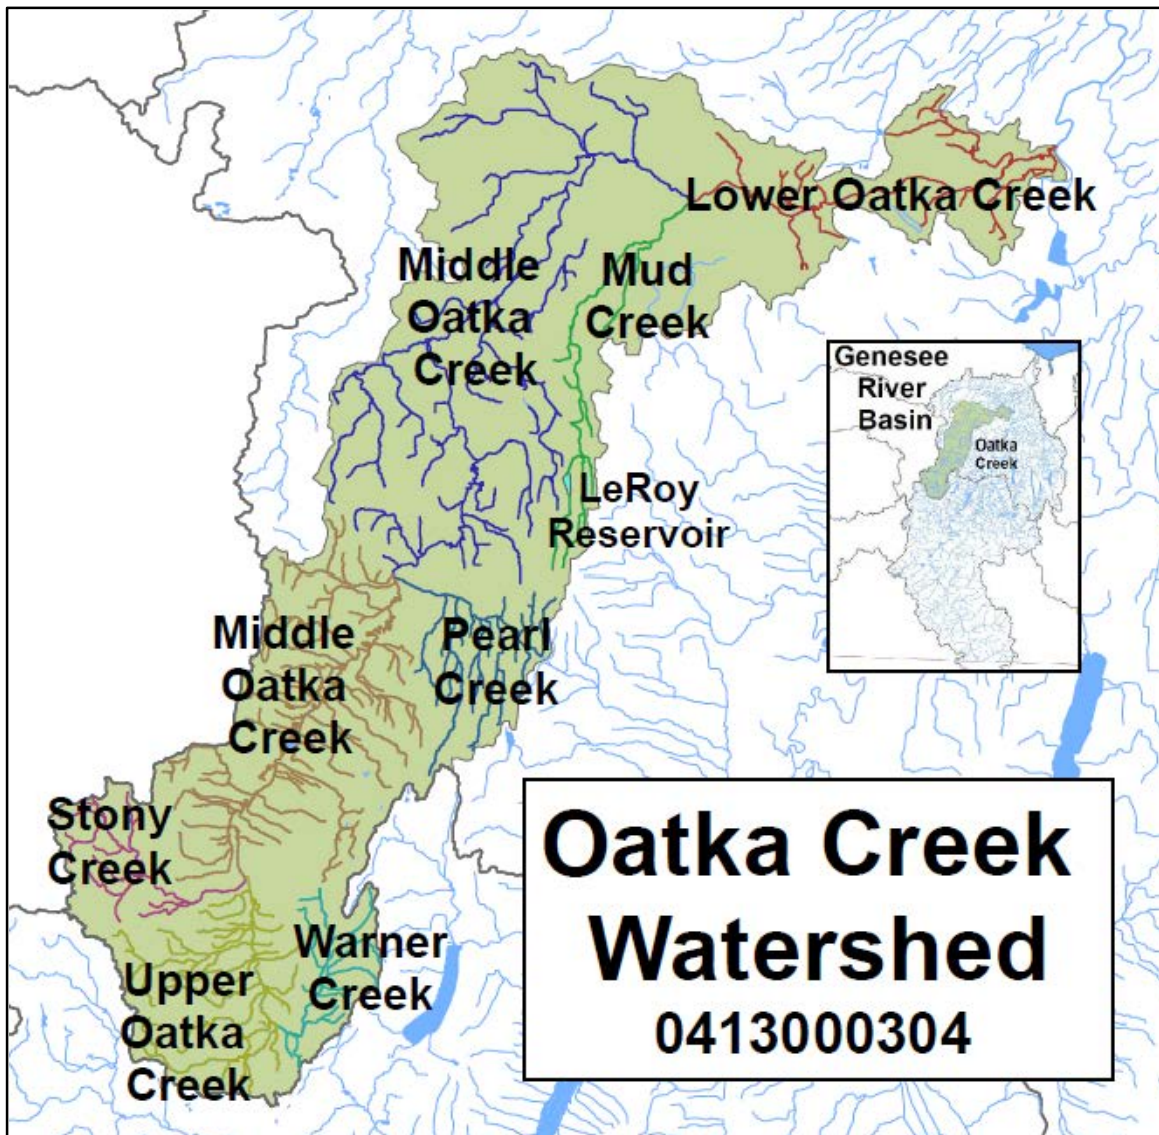 Lower Oatka Creek
Middle
Oatka
Creek
Mud
Creek
Genesee
River
Basin
Oatka
Creek
LeRoy
Reservoir
Middle
Oatka
Creek
Pearl
Creek
Stony
Creek
Warner
Creek
Upper
Oatka
Creek
Oatka Creek
Watershed
0413000304